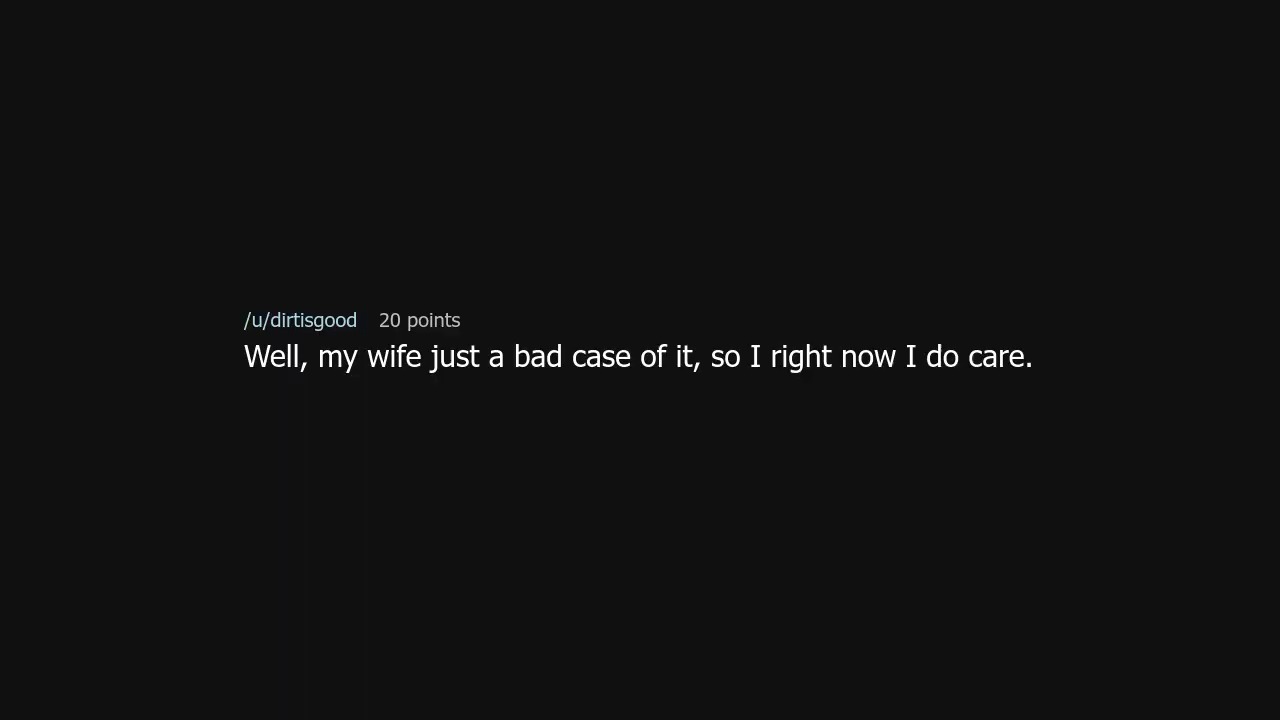 /u/dirtisgood 20 points
Well, my wife just a bad case of it, so I right now I do care.